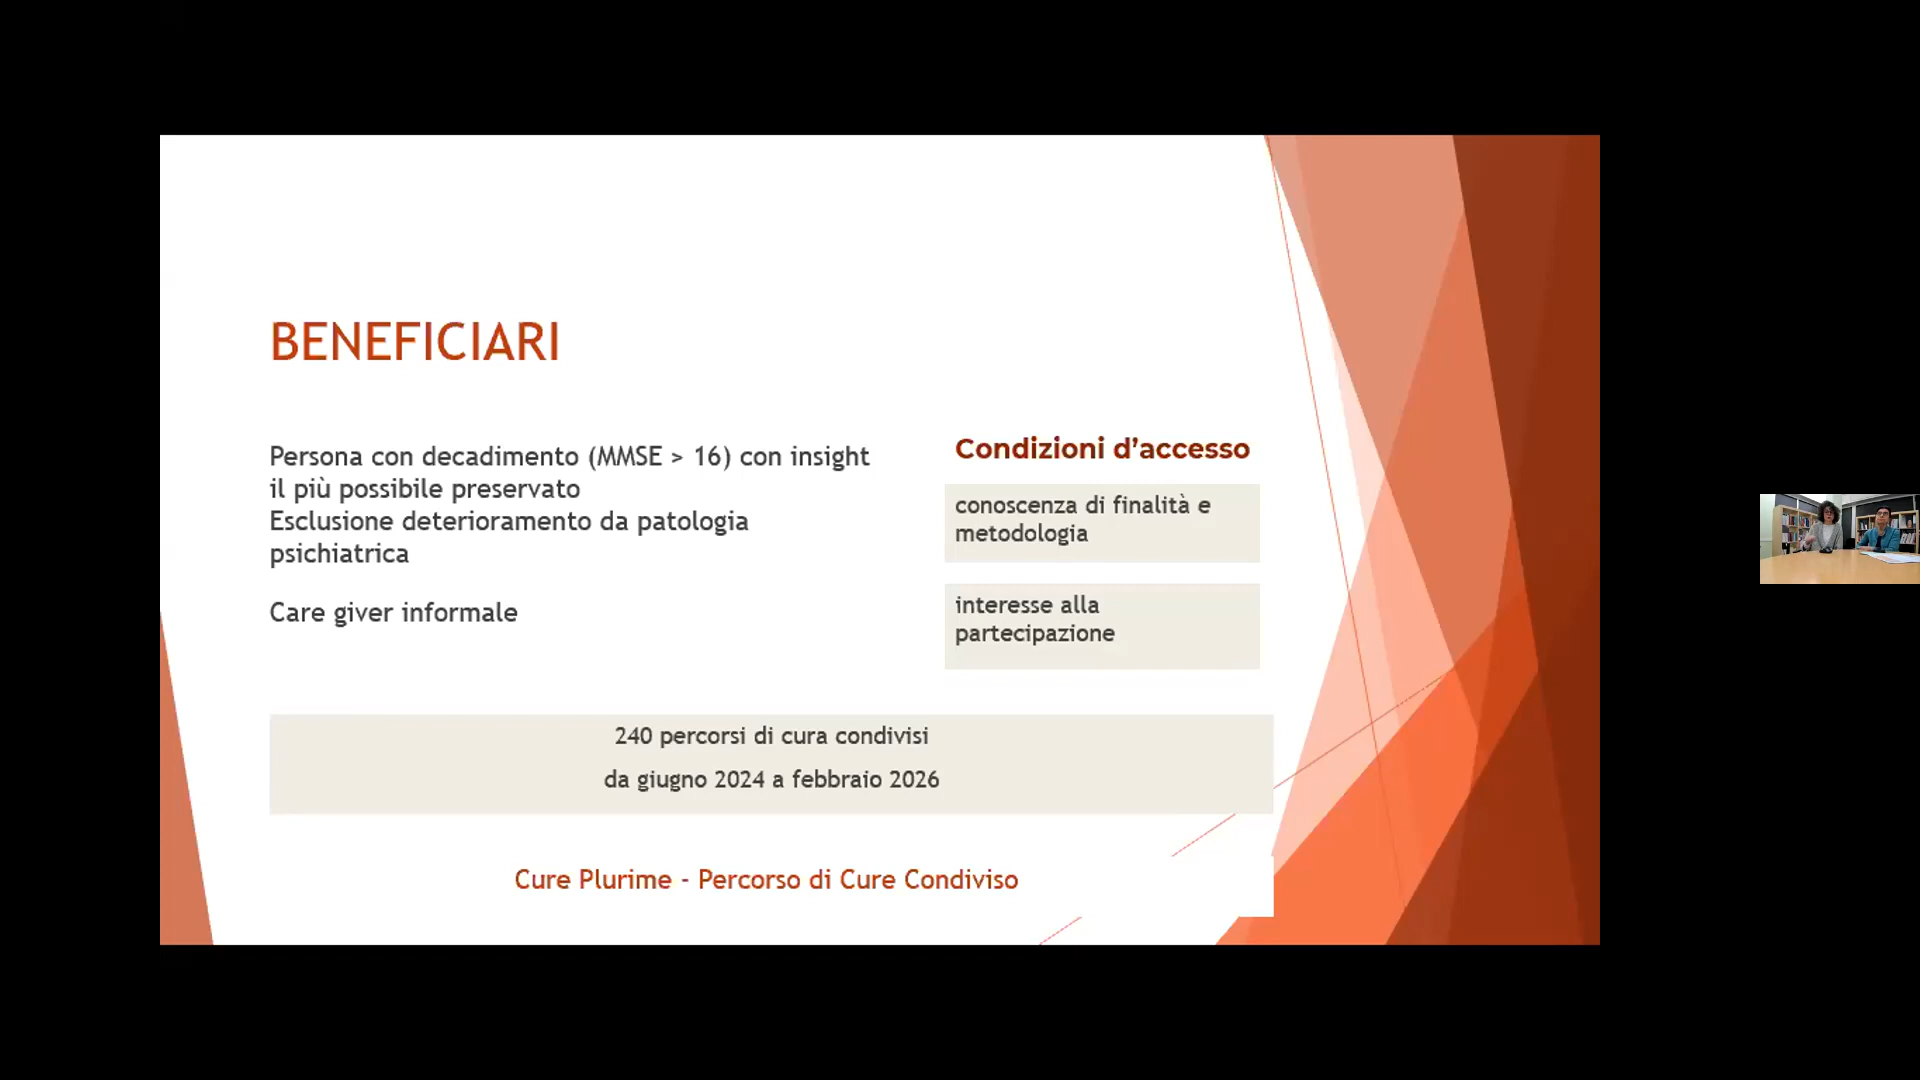 BENEFICIARI
Persona con decadimento (MMSE > 16) con insight
il più possibile preservato
Esclusione deterioramento da patologia
psichiatrica
Care giver informale
Condizioni d’accesso
conoscenza di finalità e
metodologia
interesse alla
partecipazione
240 percorsi di cura condivisi
da giugno 2024 a febbraio 2026
Cure Plurime - Percorso di Cure Condiviso